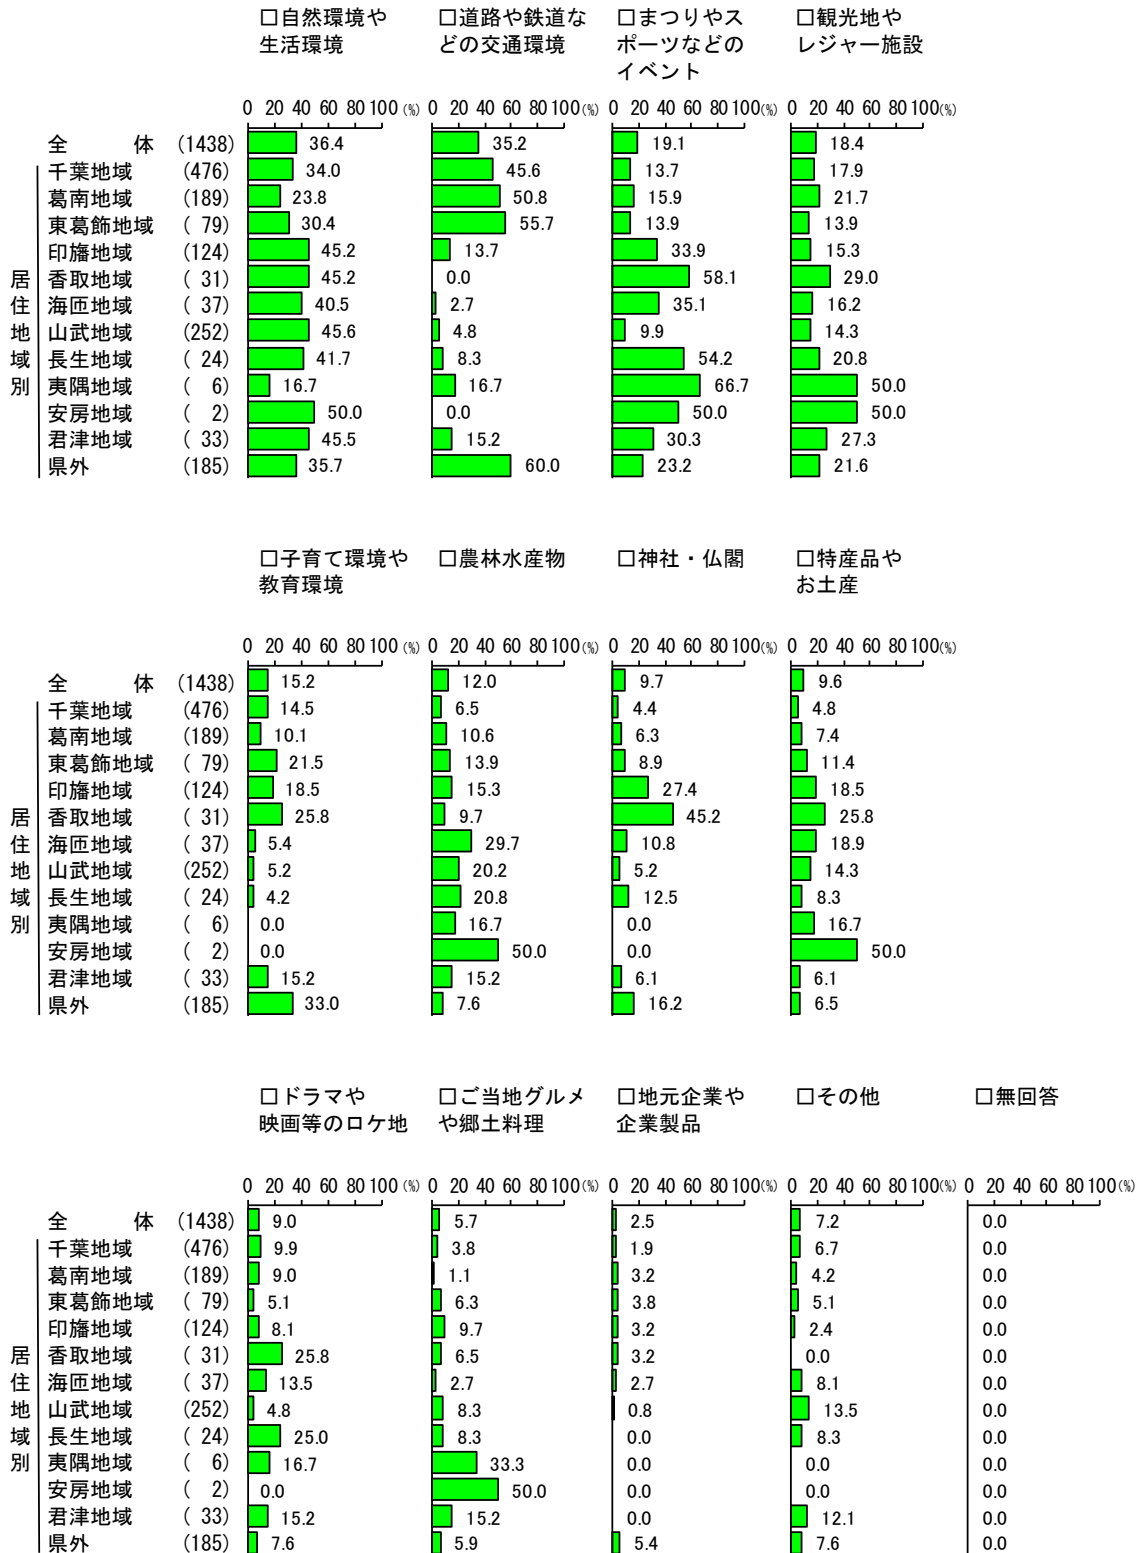 □自然環境や
生活環境
□道路や鉄道な
どの交通環境
□まつりやス
ポーツなどの
イベント
□観光地や
レジャー施設
0 20 40 60 80 100 (%) 0 20 40 60 80 100 (%) 0 20 40 60 80 100 (%) 0 20 40 60 80 100 (%)
全体 (1438) 36.4 35.2 19.1 18.4
千葉地域 (476) 34.0 45.6 13.7 17.9
葛南地域 (189) 23.8 50.8 15.9 21.7
東葛飾地域 ( 79) 30.4 55.7 13.9 13.9
印旛地域 (124) 45.2 13.7 33.9 15.3
居 香取地域 ( 31) 45.2 0.0 58.1 29.0
住 海匝地域 ( 37) 40.5 2.7 35.1 16.2
地 山武地域 (252) 45.6 4.8 9.9 14.3
域 長生地域 ( 24) 41.7 8.3 54.2 20.8
別 夷隅地域 ( 6) 16.7 16.7 66.7 50.0
安房地域 ( 2) 50.0 0.0 50.0 50.0
君津地域 ( 33) 45.5 15.2 30.3 27.3
県外 (185) 35.7 60.0 23.2 21.6
□子育て環境や
教育環境
□農林水産物
□神社・仏閣
□特産品や
お土産
0 20 40 60 80 100 (%) 0 20 40 60 80 100 (%) 0 20 40 60 80 100 (%) 0 20 40 60 80 100 (%)
全体 (1438) 15.2 12.0 9.7 9.6
千葉地域 (476) 14.5 6.5 4.4 4.8
葛南地域 (189) 10.1 10.6 6.3 7.4
東葛飾地域 ( 79) 21.5 13.9 8.9 11.4
印旛地域 (124) 18.5 15.3 27.4 18.5
居 香取地域 ( 31) 25.8 9.7 45.2 25.8
住 海匝地域 ( 37) 5.4 29.7 10.8 18.9
地 山武地域 (252) 5.2 20.2 5.2 14.3
域 長生地域 ( 24) 4.2 20.8 12.5 8.3
別 夷隅地域 ( 6) 0.0 16.7 0.0 16.7
安房地域 ( 2) 0.0 50.0 0.0 50.0
君津地域 ( 33) 15.2 15.2 6.1 6.1
県外 (185) 33.0 7.6 16.2 6.5
□ドラマや
映画等のロケ地
□ご当地グルメ
や郷土料理
□地元企業や
企業製品
□その他
□無回答
0 20 40 60 80 100 (%) 0 20 40 60 80 100 (%) 0 20 40 60 80 100 (%) 0 20 40 60 80 100 (%) 0 20 40 60 80 100 (%)
全体 (1438) 9.0 5.7 2.5 7.2 0.0
千葉地域 (476) 9.9 3.8 1.9 6.7 0.0
葛南地域 (189) 9.0 1.1 3.2 4.2 0.0
東葛飾地域 ( 79) 5.1 6.3 3.8 5.1 0.0
印旛地域 (124) 8.1 9.7 3.2 2.4 0.0
居 香取地域 ( 31) 25.8 6.5 3.2 0.0 0.0
住 海匝地域 ( 37) 13.5 2.7 2.7 8.1 0.0
地 山武地域 (252) 4.8 8.3 0.8 13.5 0.0
域 長生地域 ( 24) 25.0 8.3 0.0 8.3 0.0
別 夷隅地域 ( 6) 16.7 33.3 0.0 0.0 0.0
安房地域 ( 2) 0.0 50.0 0.0 0.0 0.0
君津地域 ( 33) 15.2 15.2 0.0 12.1 0.0
県外 (185) 7.6 5.9 5.4 7.6 0.0